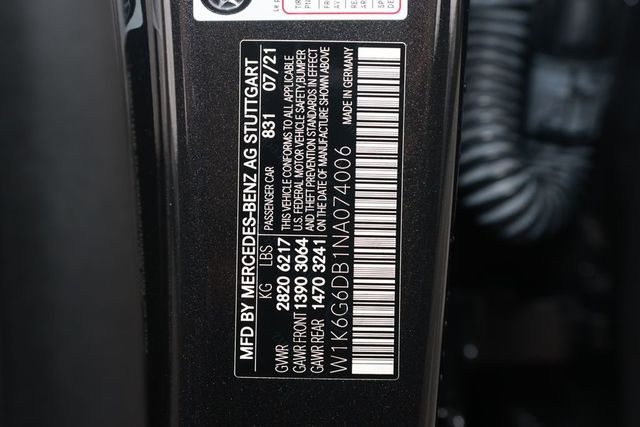 MFD BY MERCEDES-BENZ AG STUTTGART
PASSENGER CAR 831 07/21
KG LBS
THIS VEHICLE CONFORMS TO ALL APPLICABLE
U.S. FEDERAL MOTOR VEHICLE SAFETY, BUMPER
AND THEFT PREVENTION STANDARDS IN EFFECT
ON THE DATE OF MANUFACTURE SHOWN ABOVE
GVWR 2820 6217
GAWR FRONT 1390 3064
GAWR REAR 1470 3241
MADE IN GERMANY
W1K6G6DB1NA074006